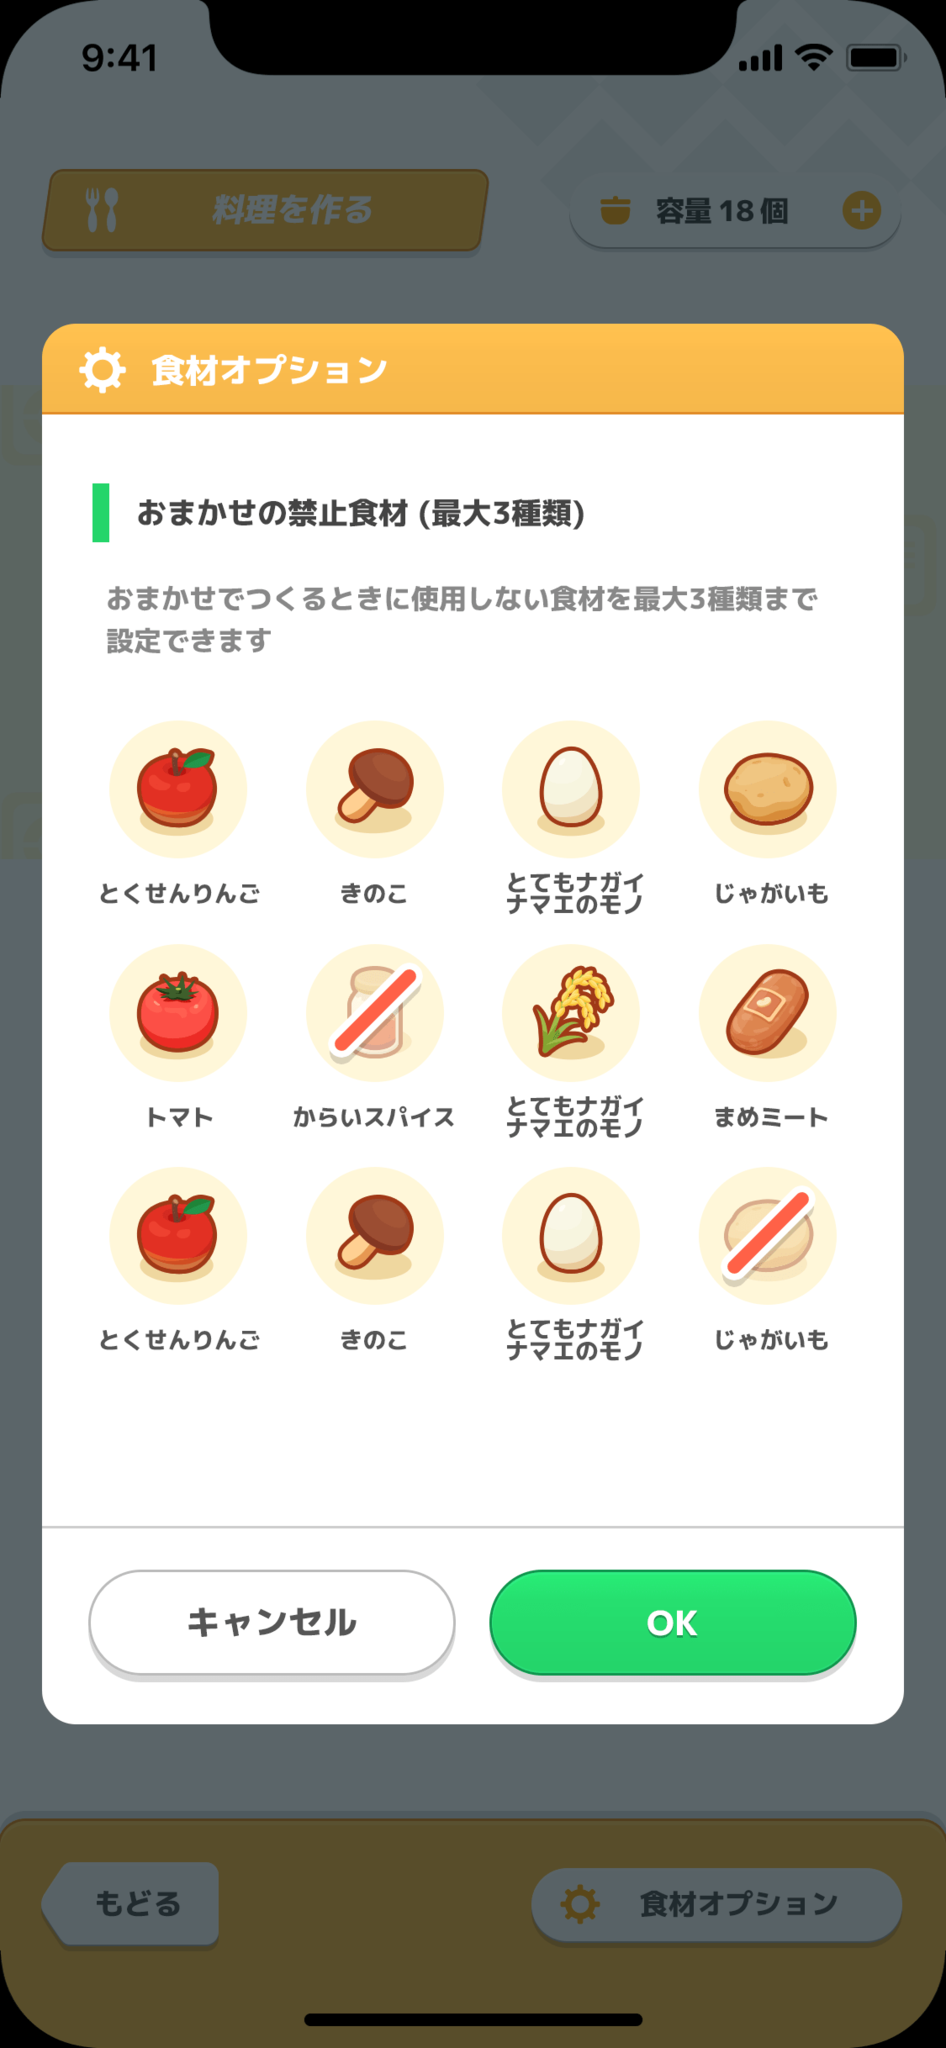 9:41
料理を作る
容量 18 個
食材オプション
おまかせの禁止食材 (最大3種類)
おまかせでつくるときに使用しない食材を最大3種類まで
設定できます
とくせんりんご
きのこ
とてもナガイ
ナマエのモノ
じゃがいも
トマト
からいスパイス
とてもナガイ
ナマエのモノ
まめミート
とくせんりんご
きのこ
とてもナガイ
ナマエのモノ
じゃがいも
キャンセル
OK
もどる
食材オプション